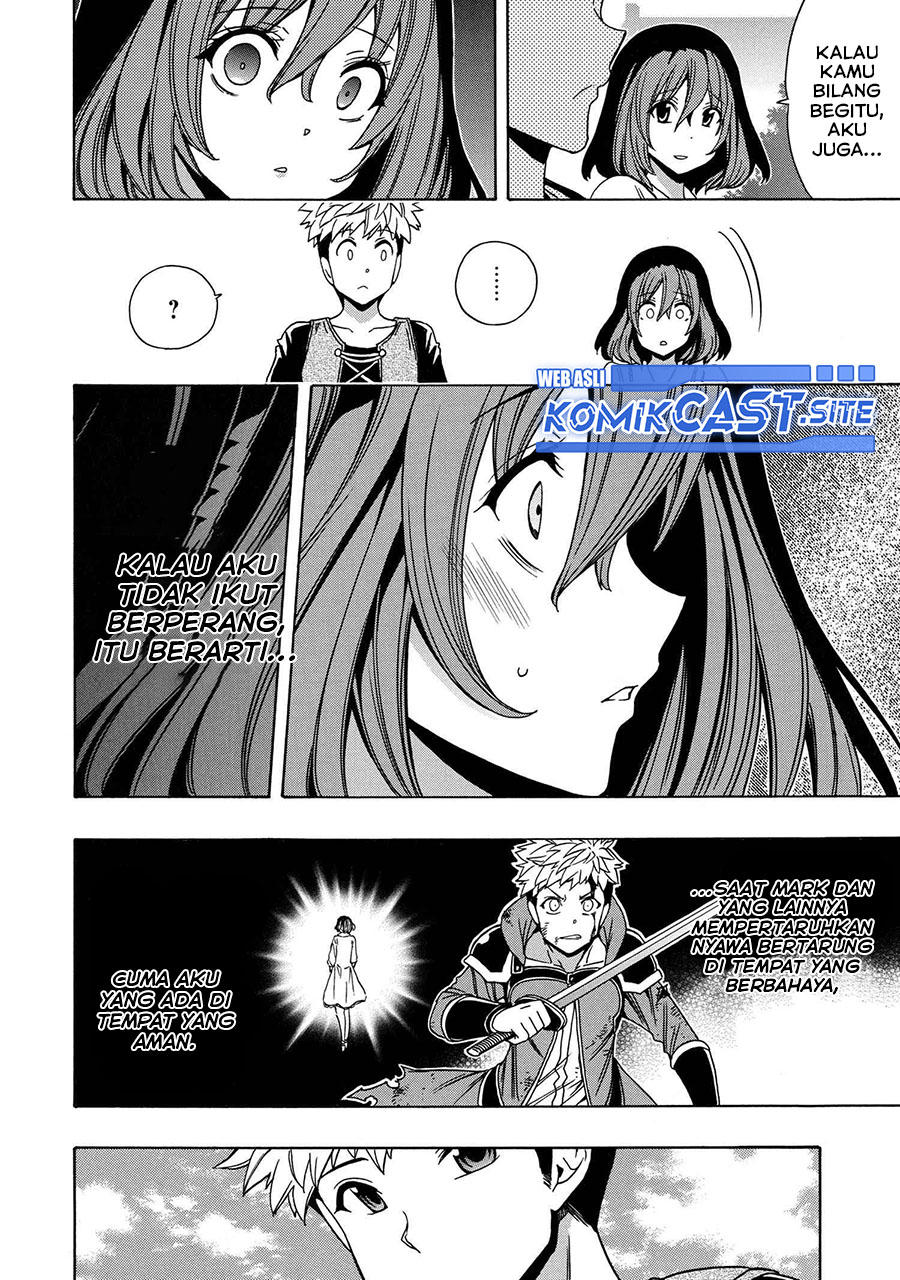 KALAU
KAMU
BILANG
BEGITU,
AKU
JUGA...
......
?
WEB ASLI
KOMIKCAST.SITE
KALAU AKU
TIDAK IKUT
BERPERANG,
ITU BERARTI...
...SAAT MARK DAN
YANG LAINNYA
MEMPERTARUHKAN
NYAWA BERTARUNG
DI TEMPAT YANG
BERBAHAYA,
CUMA AKU
YANG ADA DI
TEMPAT YANG
AMAN.